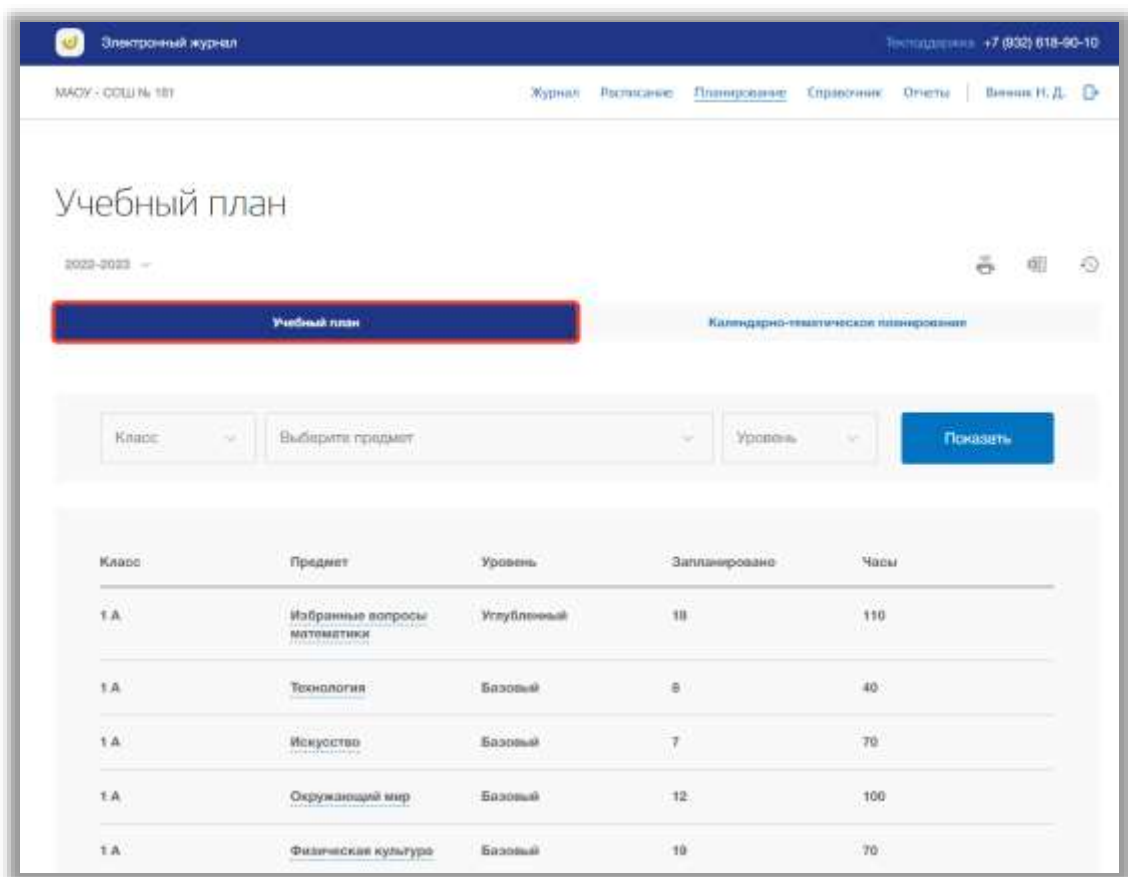 Электронный журнал
Техподдержка +7 (932) 618-90-10
МАОУ - СОШ № 181
Журнал Расписание Планирование Справочник Отчеты Винник Н. Д.
Учебный план
2022-2023
Учебный план Календарно-тематическое планирование
Класс Выберите предмет Уровень Показать
Класс Предмет Уровень Запланировано Часы
1 А Избранные вопросы Углубленный 18 110
математики
1 А Технология Базовый 40
1 А Искусство Базовый 7 70
1 А Окружающий мир Базовый 12 100
1 А Физическая культура Базовый 70